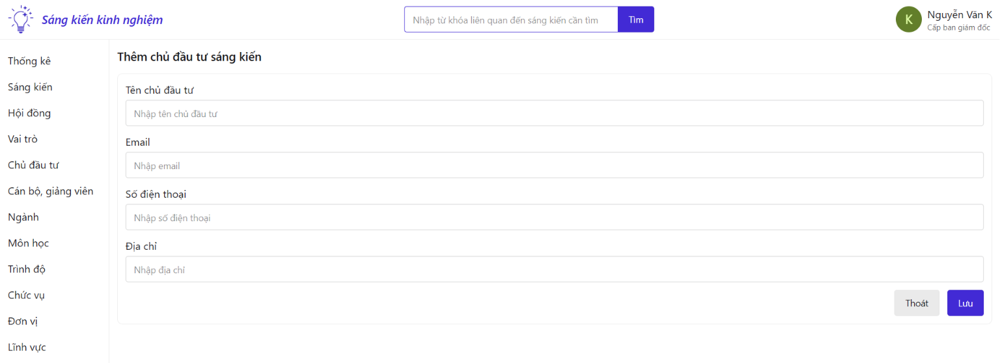 Sáng kiến kinh nghiệm
Nhập từ khóa liên quan đến sáng kiến cần tìm
Tìm
K
Nguyễn Văn K
Cấp ban giám đốc
Thống kê
Sáng kiến
Hội đồng
Vai trò
Chủ đầu tư
Cán bộ, giảng viên
Ngành
Môn học
Trình độ
Chức vụ
Đơn vị
Lĩnh vực
Thêm chủ đầu tư sáng kiến
Tên chủ đầu tư
Nhập tên chủ đầu tư
Email
Nhập email
Số điện thoại
Nhập số điện thoại
Địa chỉ
Nhập địa chỉ
Thoát
Lưu